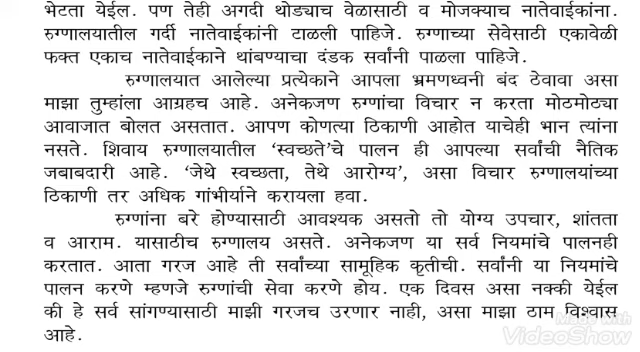 भेटता येईल. पण तेही अगदी थोड्याच वेळासाठी व मोजक्याच नातेवाईकांना.
रुग्णालयातील गर्दी नातेवाईकांनी टाळली पाहिजे. रुग्णाच्या सेवेसाठी एकावेळी
फक्त एकाच नातेवाईकाने थांबण्याचा दंडक सर्वांनी पाळला पाहिजे.
रुग्णालयात आलेल्या प्रत्येकाने आपला भ्रमणध्वनी बंद ठेवावा असा
माझा तुम्हांला आग्रहच आहे. अनेकजण रुग्णांचा विचार न करता मोठमोठ्या
आवाजात बोलत असतात. आपण कोणत्या ठिकाणी आहोत याचेही भान त्यांना
नसते. शिवाय रुग्णालयातील 'स्वच्छते'चे पालन ही आपल्या सर्वांची नैतिक
जबाबदारी आहे. 'जेथे स्वच्छता, तेथे आरोग्य', असा विचार रुग्णालयांच्या
ठिकाणी तर अधिक गांभीर्याने करायला हवा.
रुग्णांना बरे होण्यासाठी आवश्यक असतो तो योग्य उपचार, शांतता
व आराम. यासाठीच रुग्णालय असते. अनेकजण या सर्व नियमांचे पालनही
करतात. आता गरज आहे ती सर्वांच्या सामूहिक कृतीची. सर्वांनी या नियमांचे
पालन करणे म्हणजे रुग्णांची सेवा करणे होय. एक दिवस असा नक्की येईल
की हे सर्व सांगण्यासाठी माझी गरजच उरणार नाही, असा माझा ठाम विश्वास
आहे.
Made with
VideoShow